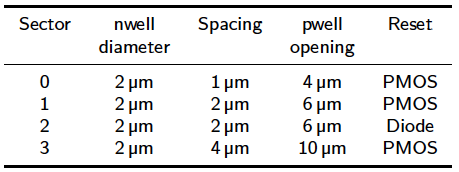 Sector nwell Spacing pwell Reset
diameter opening
0 2 µm 1 µm 4 µm PMOS
1 2 µm 2 µm 6 µm PMOS
2 2 µm 2 µm 6 µm Diode
3 2 µm 4 µm 10 µm PMOS